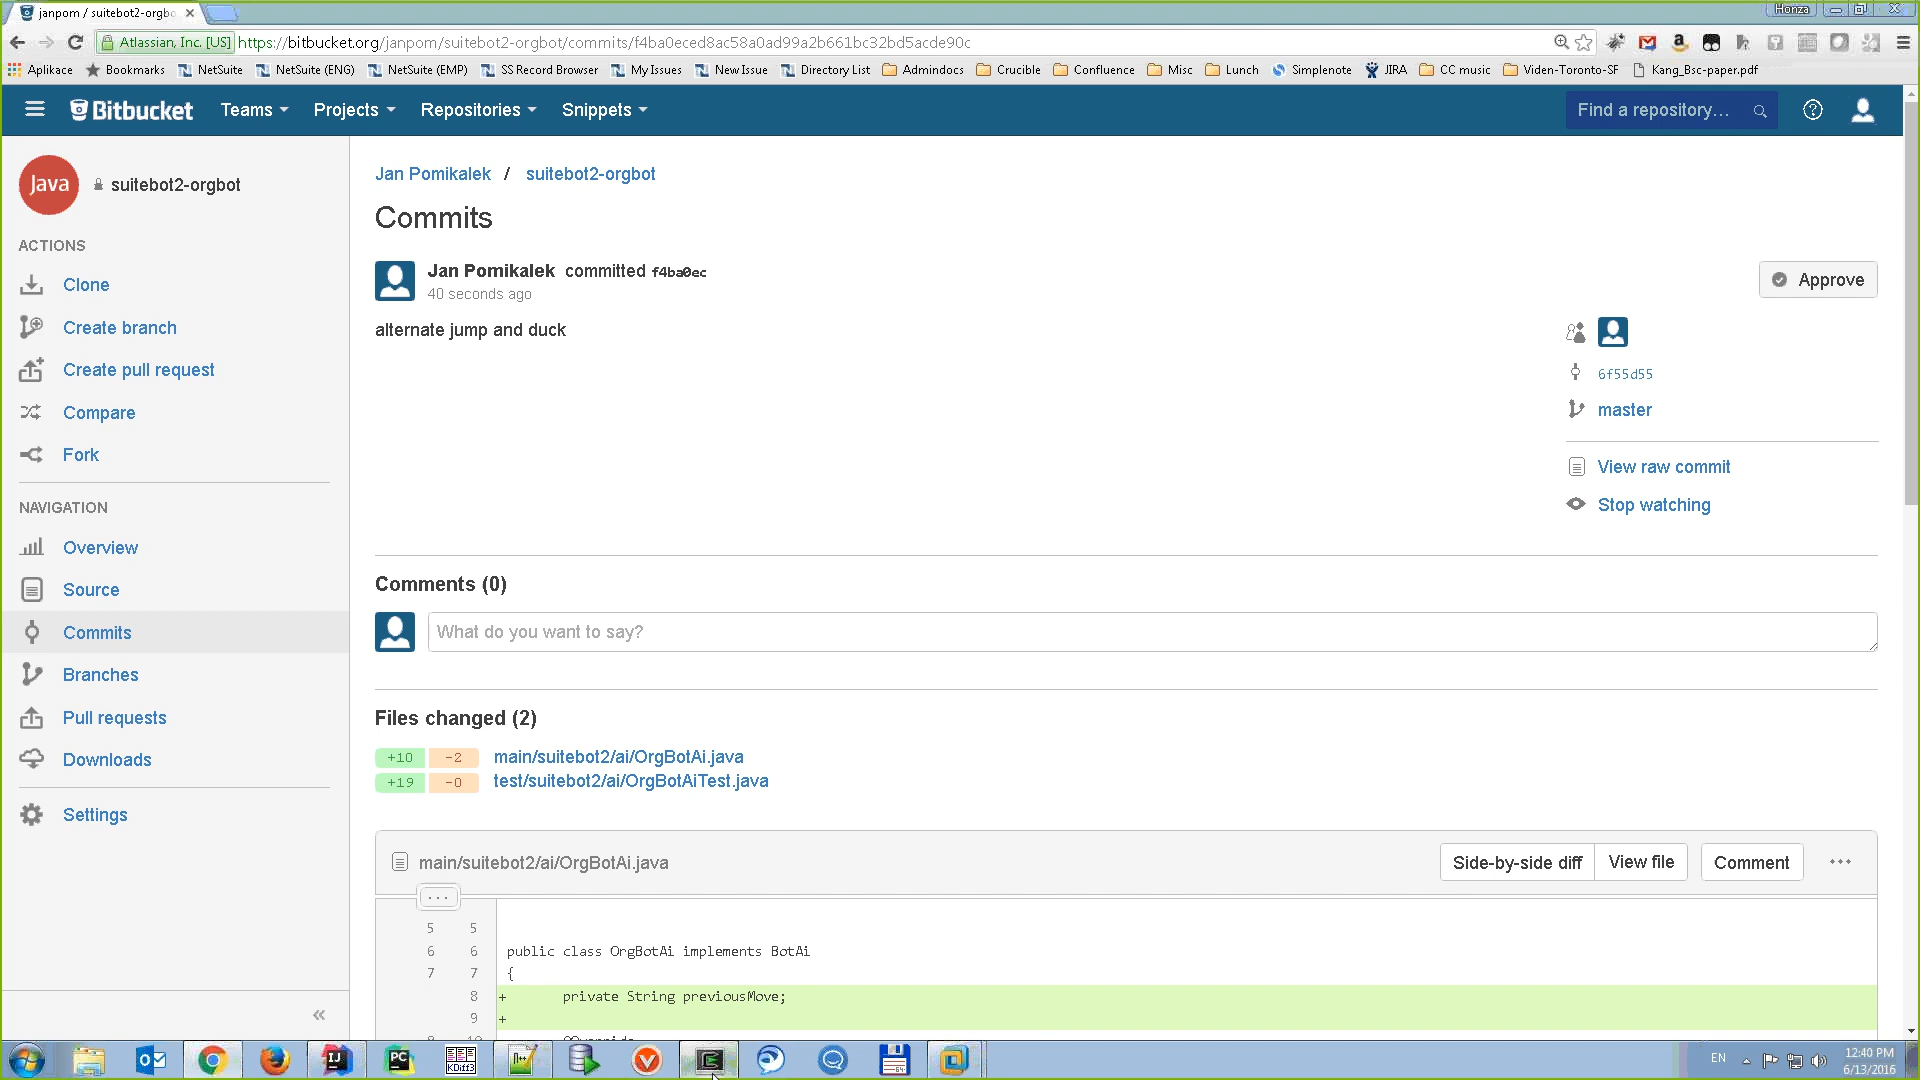 janpom / suitebot2-orgbo
Honza
Atlassian, Inc. [US] https://bitbucket.org/janpom/suitebot2-orgbot/commits/f4ba0eced8ac58a0ad99a2b661bc32bd5acde90c
Aplikace Bookmarks NetSuite NetSuite (ENG) NetSuite (EMP) SS Record Browser My Issues New Issue Directory List Admindocs Crucible Confluence Misc Lunch Simplenote JIRA CC music Viden-Toronto-SF Kang_Bsc-paper.pdf
Bitbucket Teams Projects Repositories Snippets Find a repository...
Java suitebot2-orgbot
ACTIONS
Clone
Create branch
Create pull request
Compare
Fork
NAVIGATION
Overview
Source
Commits
Branches
Pull requests
Downloads
Settings
Jan Pomikalek / suitebot2-orgbot
Commits
Jan Pomikalek committed f4ba0ec
40 seconds ago
Approve
alternate jump and duck
6f55d55
master
View raw commit
Stop watching
Comments (0)
What do you want to say?
Files changed (2)
+10 -2 main/suitebot2/ai/OrgBotAi.java
+19 -0 test/suitebot2/ai/OrgBotAiTest.java
main/suitebot2/ai/OrgBotAi.java
Side-by-side diff View file Comment ...
...
5 5
6 6 public class OrgBotAi implements BotAi
7 7 {
8 + private String previousMove;
9 +
EN
12:40 PM
6/13/2016
IJ
PC
KDiff3